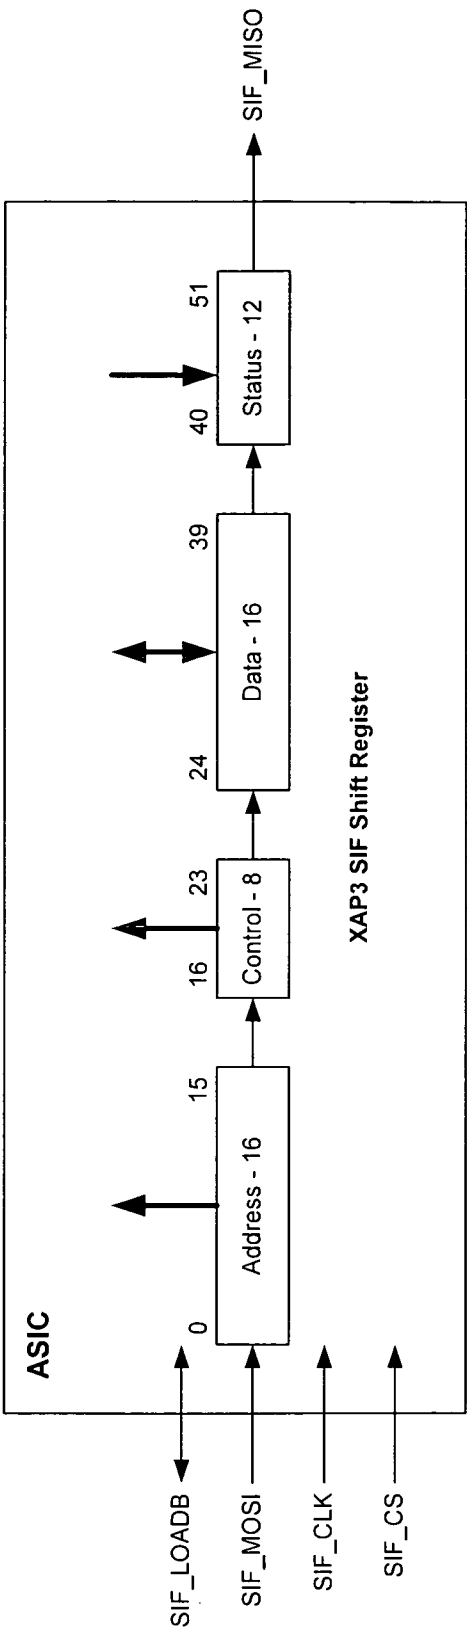 ASIC
SIF_LOADB
SIF_MOSI
SIF_CLK
SIF_CS
0 15
Address - 16
16 23
Control - 8
24 39
Data - 16
40 51
Status - 12
SIF_MISO
XAP3 SIF Shift Register